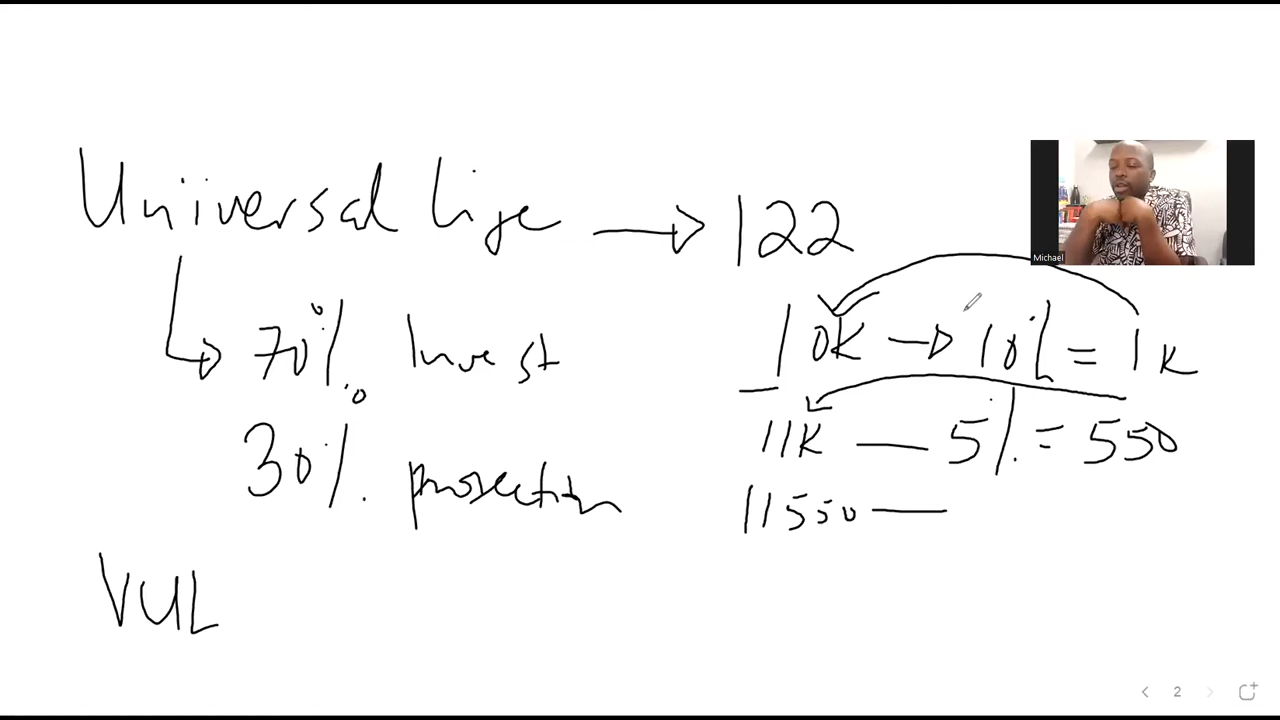 Universal life → 122
70% Invest
30% protection
VUL
10K → 10% = 1K
11K — 5% = 550
11550 —
Michael
2